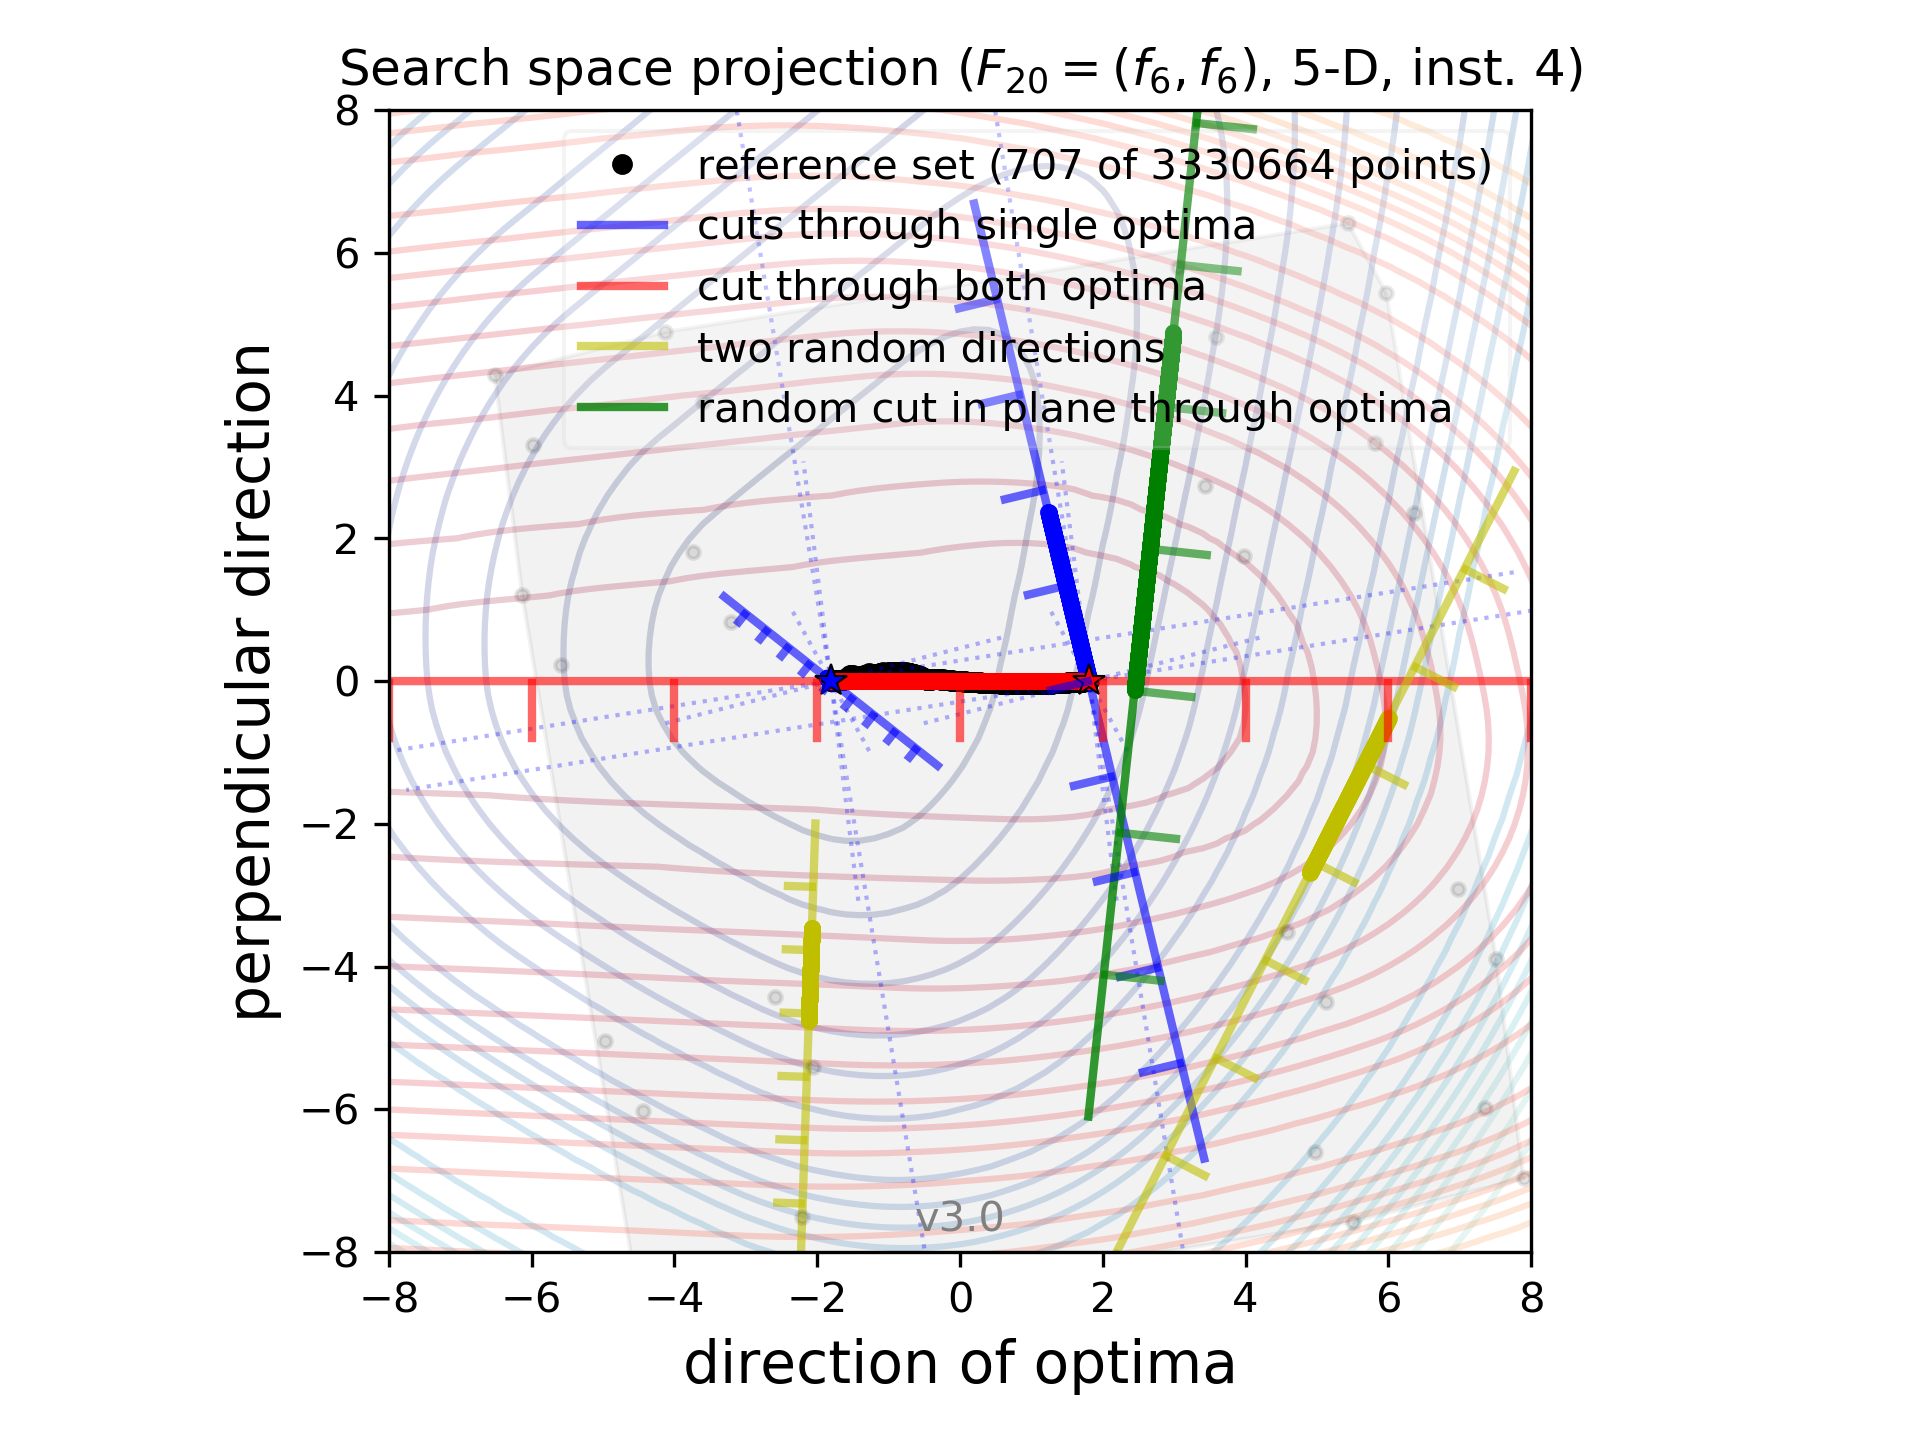 Search space projection (F₂₀ = (f₆, f₆), 5-D, inst. 4)
reference set (707 of 3330664 points)
cuts through single optima
cut through both optima
two random directions
random cut in plane through optima
8
6
4
2
0
−2
−4
−6
−8
perpendicular direction
v3.0
−8 −6 −4 −2 0 2 4 6 8
direction of optima